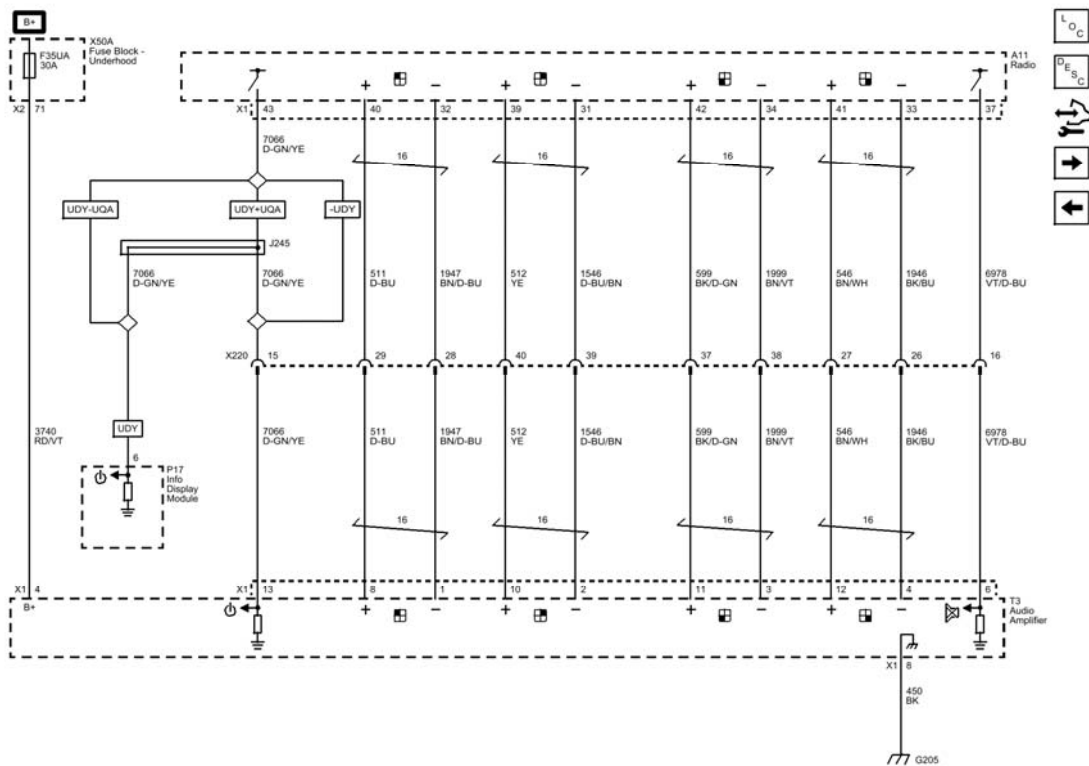 B+
X50A
Fuse Block -
Underhood
F35UA
30A
A11
Radio
L O C
D E S C
+ − + − + − + −
X2 71 X1 43 40 32 39 31 42 34 41 33 37
7066
D-GN/YE
16 16 16 16
UDY-UQA UDY+UQA -UDY
J245
7066
D-GN/YE
7066
D-GN/YE
511
D-BU
1947
BN/D-BU
512
YE
1546
D-BU/BN
599
BK/D-GN
1999
BN/VT
546
BN/WH
1946
BK/BU
6978
VT/D-BU
X220 15 29 28 40 39 37 38 27 26 16
3740
RD/VT
UDY
7066
D-GN/YE
511
D-BU
1947
BN/D-BU
512
YE
1546
D-BU/BN
599
BK/D-GN
1999
BN/VT
546
BN/WH
1946
BK/BU
6978
VT/D-BU
6
P17
Info
Display
Module
16 16 16 16
X1 4 X1 13 8 1 10 2 11 3 12 4 6
B+
+ − + − + − + −
T3
Audio
Amplifier
X1 8
450
BK
G205